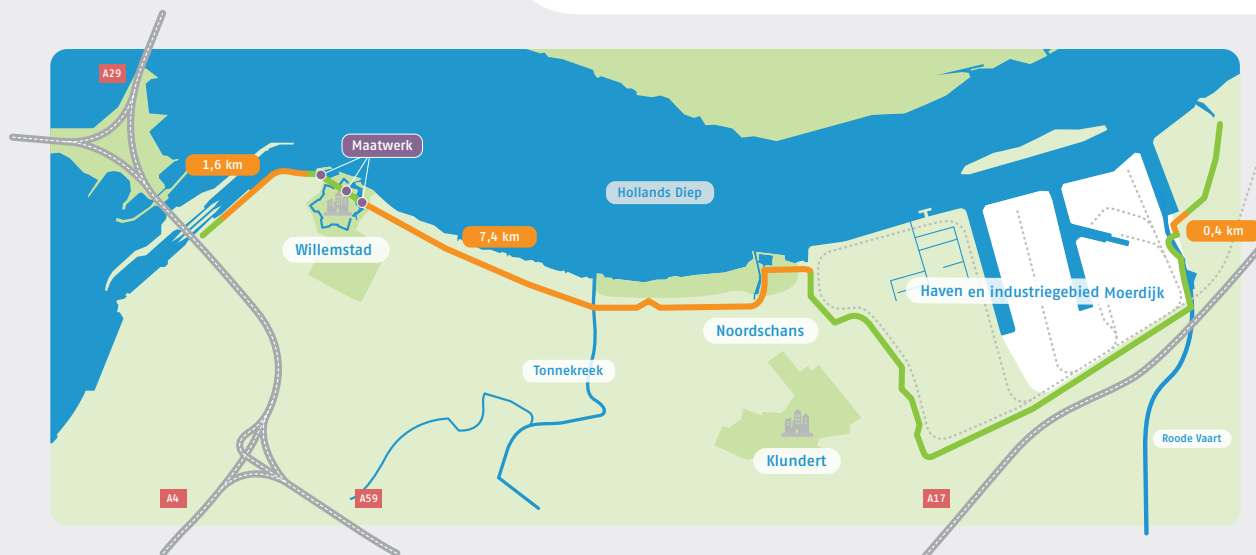 A29
Maatwerk
1,6 km
Hollands Diep
7,4 km
0,4 km
Willemstad
Haven en industriegebied Moerdijk
Noordschans
Tonnekreek
Roode Vaart
Klundert
A4
A59
A17